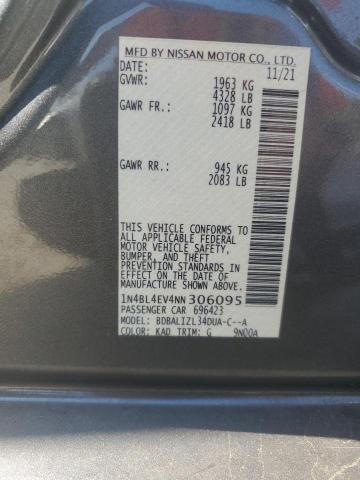 MFD BY NISSAN MOTOR CO., LTD.
DATE: 11/21
GVWR: 1963 KG
4328 LB
GAWR FR.: 1097 KG
2418 LB
GAWR RR.: 945 KG
2083 LB
THIS VEHICLE CONFORMS TO
ALL APPLICABLE FEDERAL
MOTOR VEHICLE SAFETY,
BUMPER, AND THEFT
PREVENTION STANDARDS IN
EFFECT ON THE DATE OF
MANUFACTURE SHOWN ABOVE.
1N4BL4EV4NN306095
PASSENGER CAR 696423
MODEL: BDBALIZL34DUA-C--A
COLOR: KAD TRIM: G 9N00A